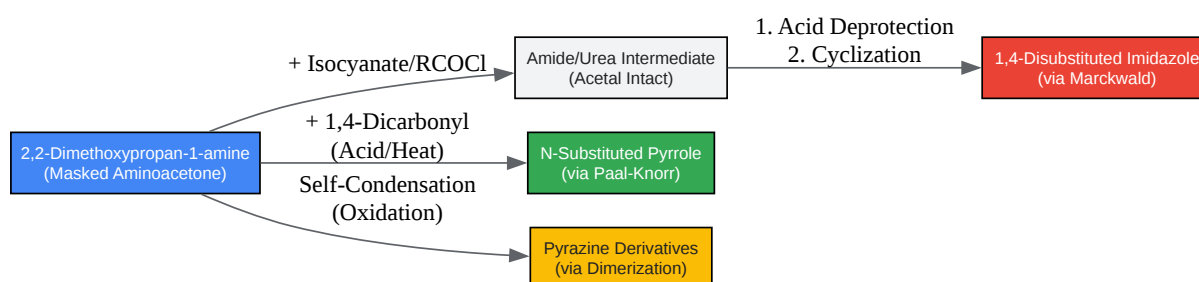 1. Acid Deprotection
2. Cyclization
+ Isocyanate/RCOCl
Amide/Urea Intermediate
(Acetal Intact)
1,4-Disubstituted Imidazole
(via Marckwald)
2,2-Dimethoxypropan-1-amine
(Masked Aminoacetone)
+ 1,4-Dicarbonyl
(Acid/Heat)
N-Substituted Pyrrole
(via Paal-Knorr)
Self-Condensation
(Oxidation)
Pyrazine Derivatives
(via Dimerization)